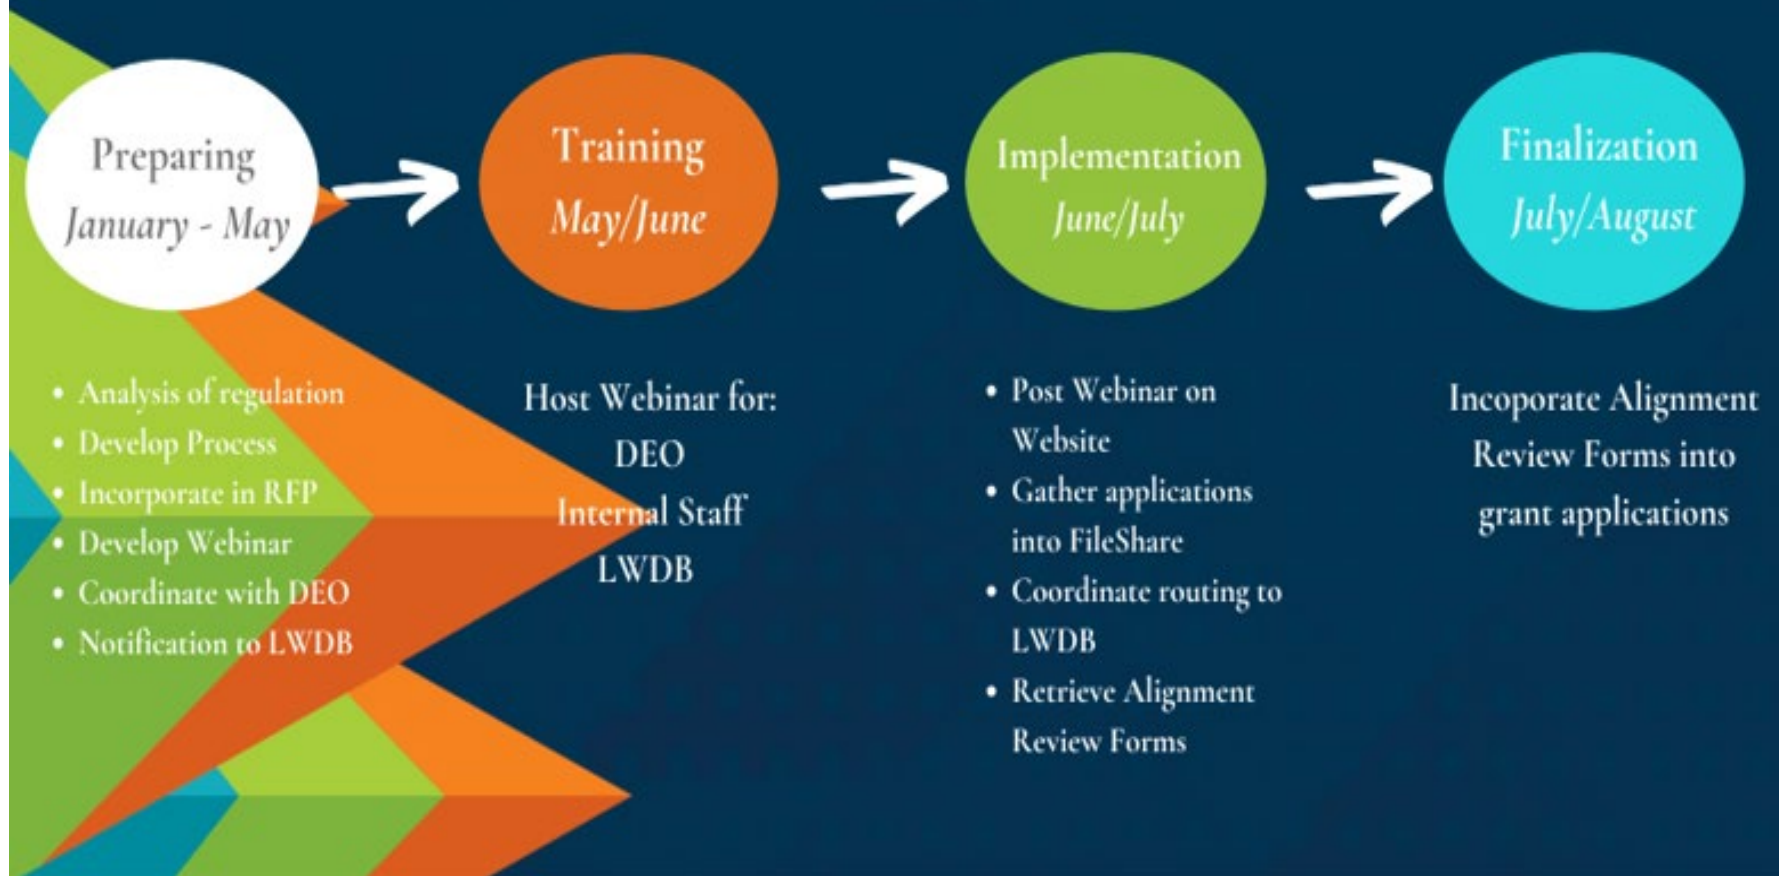 Preparing
January - May
Training
May/June
Implementation
June/July
Finalization
July/August
• Analysis of regulation
• Develop Process
• Incorporate in RFP
• Develop Webinar
• Coordinate with DEO
• Notification to LWDB
Host Webinar for:
DEO
Internal Staff
LWDB
• Post Webinar on
Website
• Gather applications
into FileShare
• Coordinate routing to
LWDB
• Retrieve Alignment
Review Forms
Incoporate Alignment
Review Forms into
grant applications